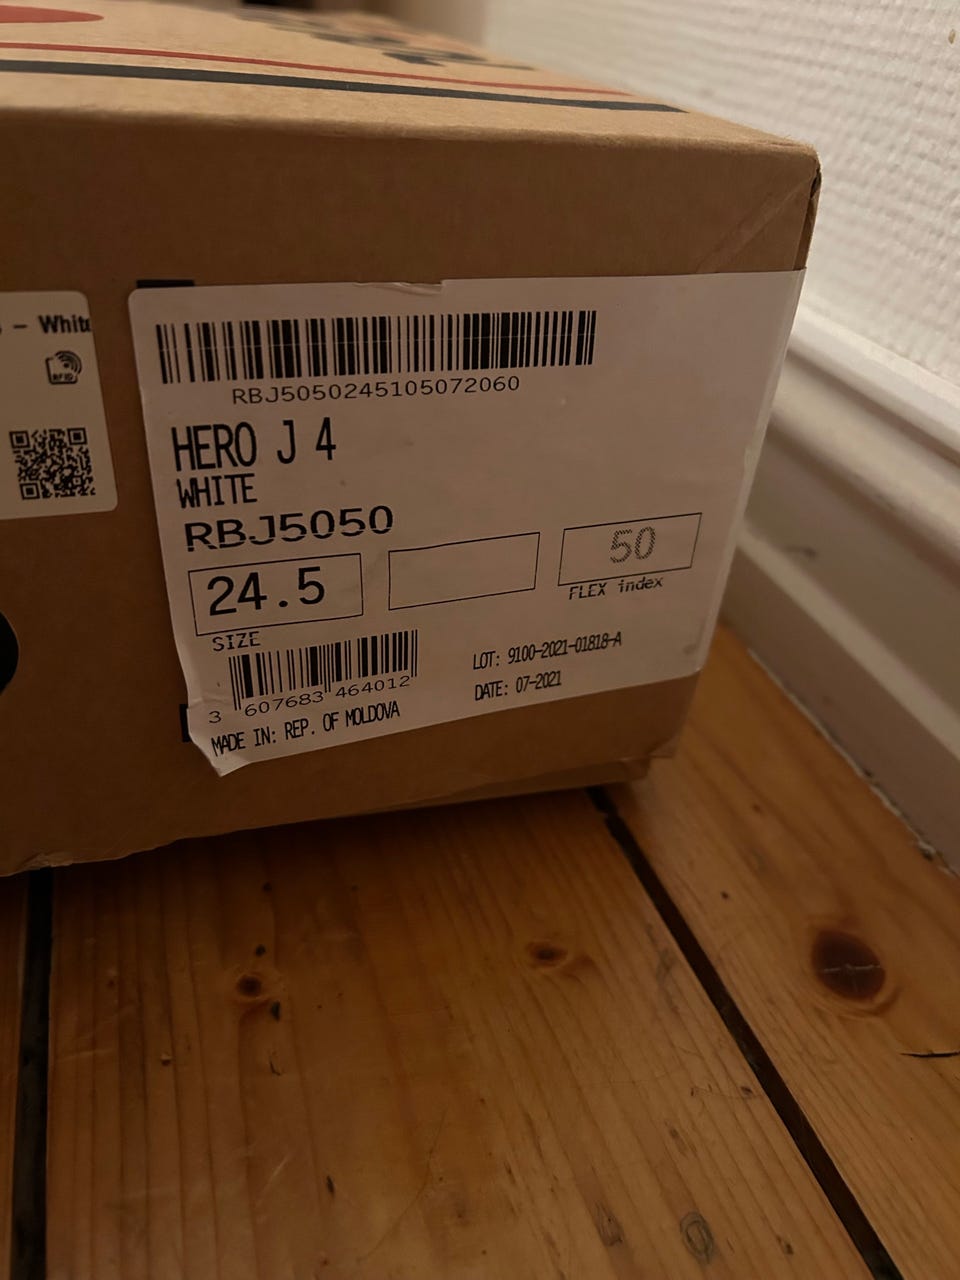 – White
RFID
RBJ5050245105072060
HERO J 4
WHITE
RBJ5050
24.5
SIZE
50
FLEX index
3 607683 464012
LOT: 9100-2021-01818-A
DATE: 07-2021
MADE IN: REP. OF MOLDOVA